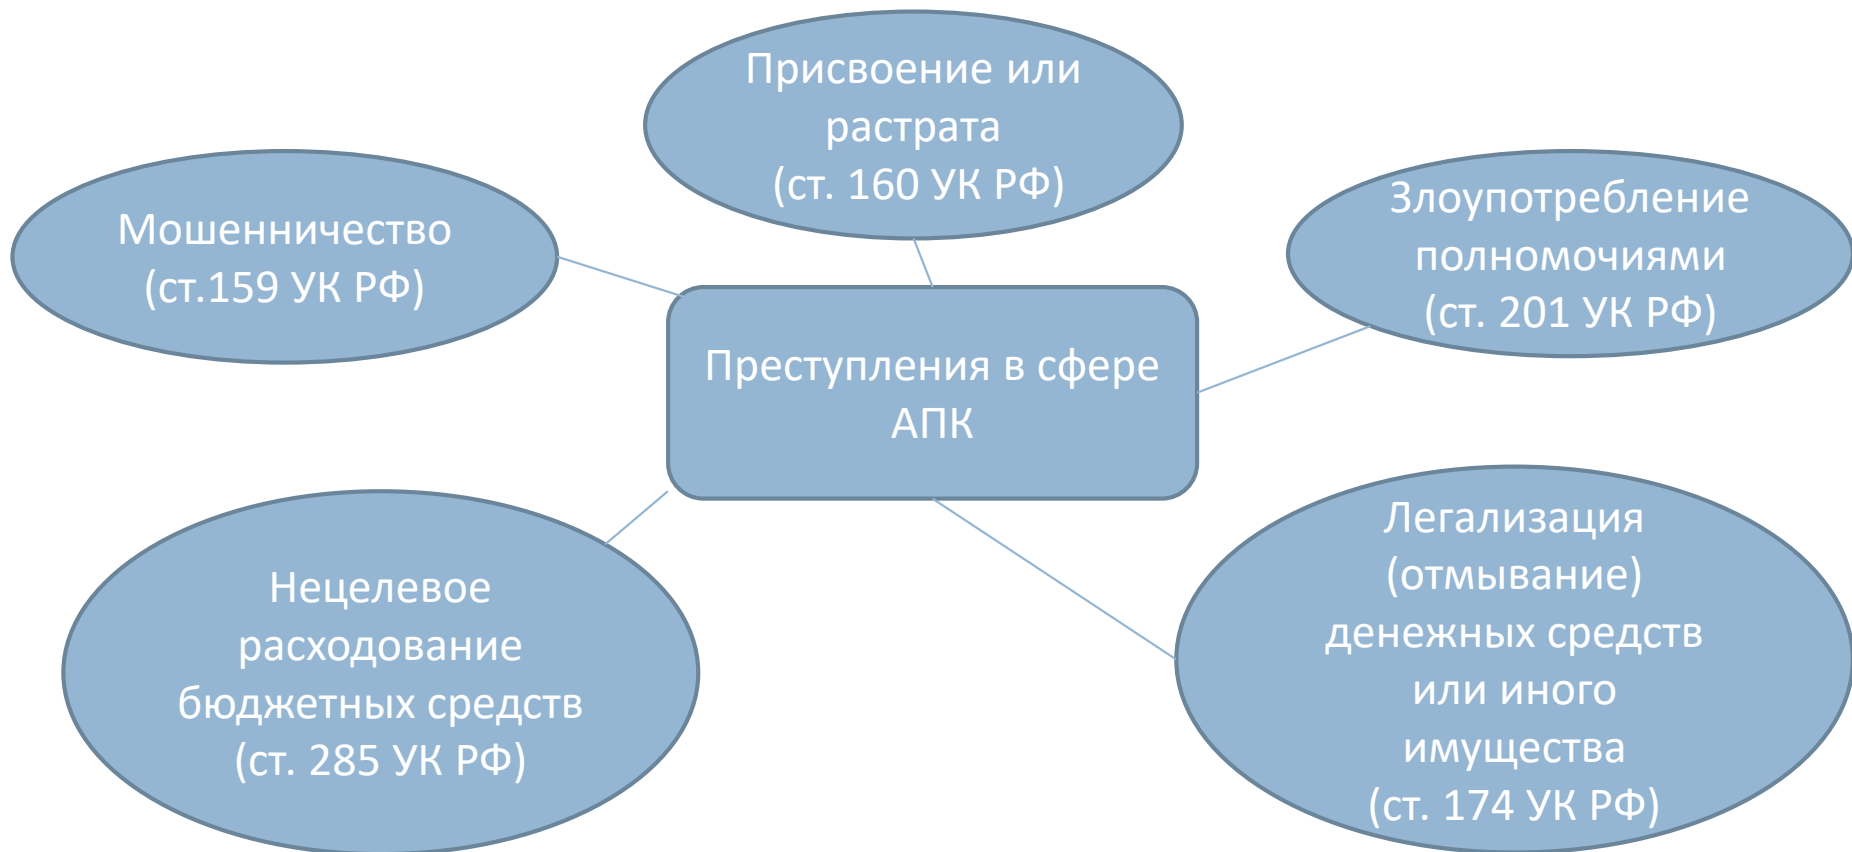 Присвоение или
растрата
(ст. 160 УК РФ)
Мошенничество
(ст.159 УК РФ)
Злоупотребление
полномочиями
(ст. 201 УК РФ)
Преступления в сфере
АПК
Нецелевое
расходование
бюджетных средств
(ст. 285 УК РФ)
Легализация
(отмывание)
денежных средств
или иного
имущества
(ст. 174 УК РФ)